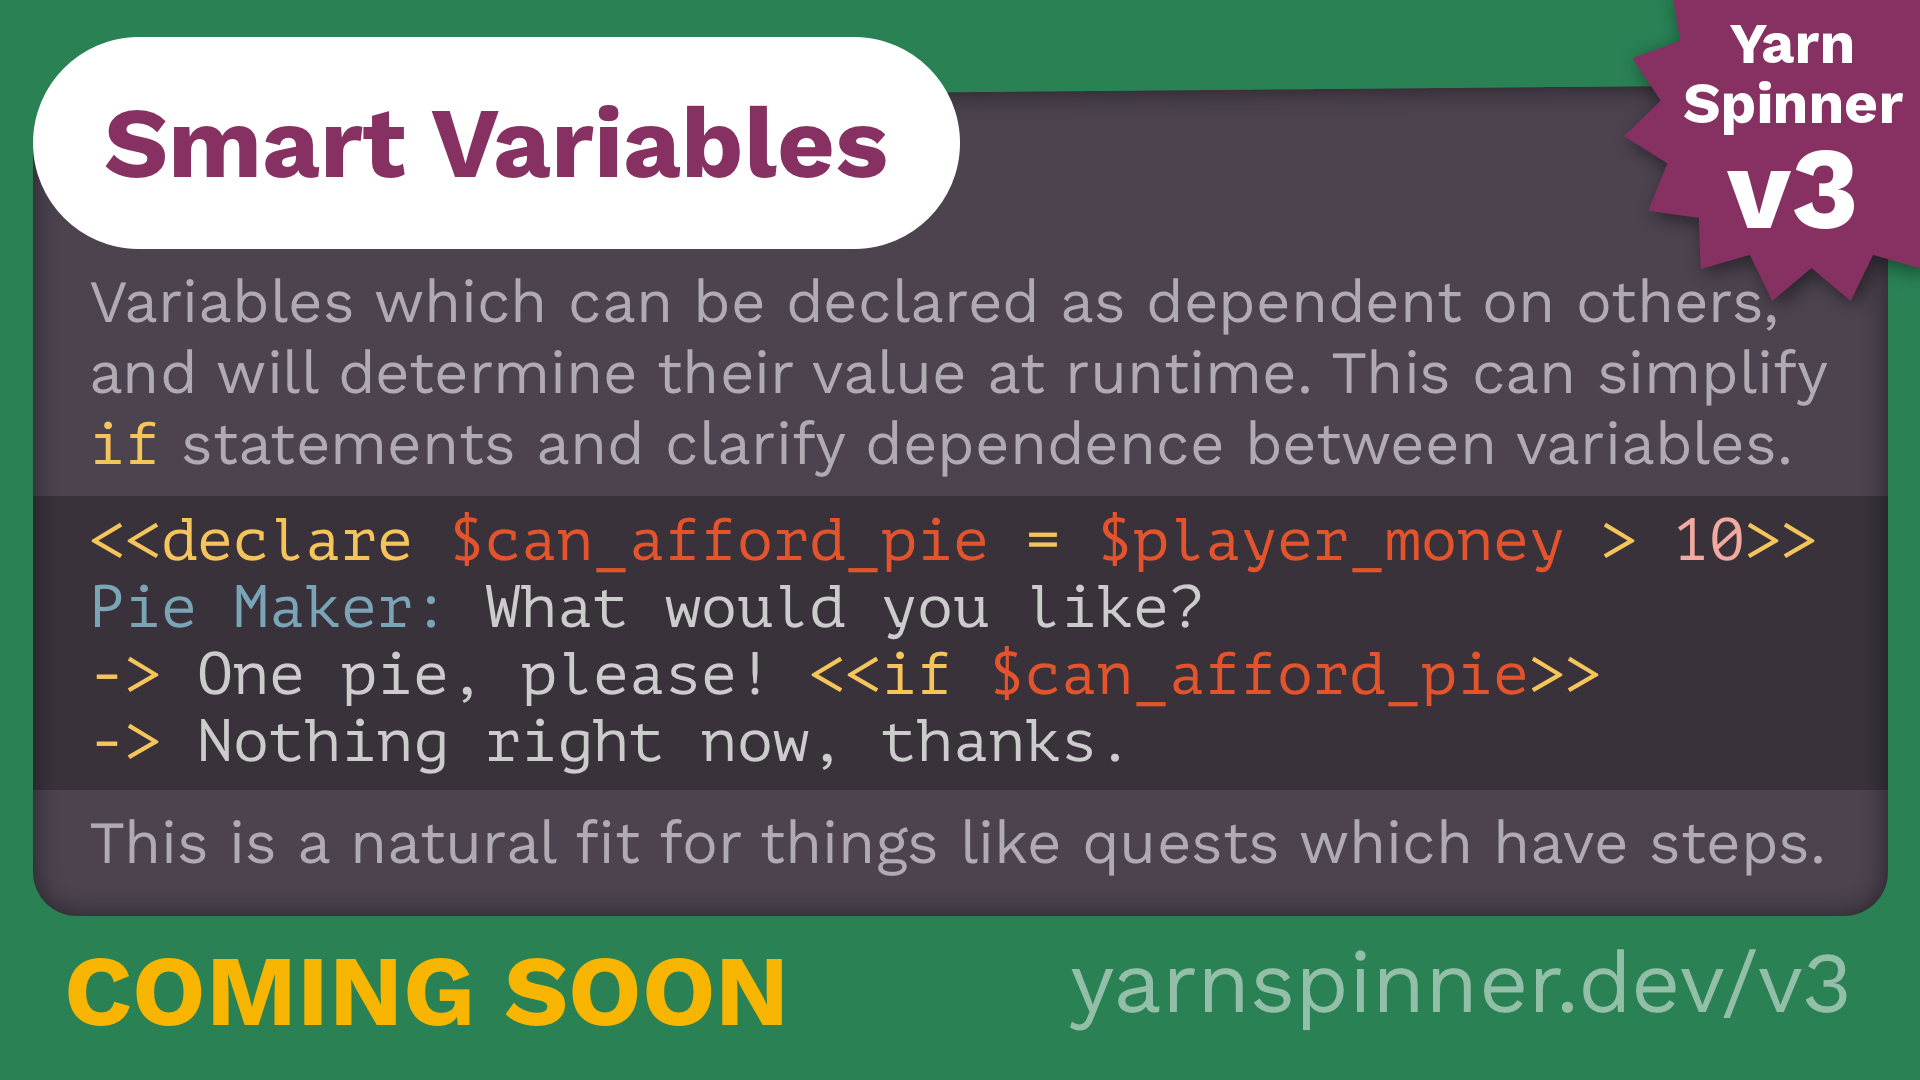 Smart Variables
Yarn
Spinner
v3
Variables which can be declared as dependent on others,
and will determine their value at runtime. This can simplify
if statements and clarify dependence between variables.
<<declare $can_afford_pie = $player_money > 10>>
Pie Maker: What would you like?
-> One pie, please! <<if $can_afford_pie>>
-> Nothing right now, thanks.
This is a natural fit for things like quests which have steps.
COMING SOON
yarnspinner.dev/v3